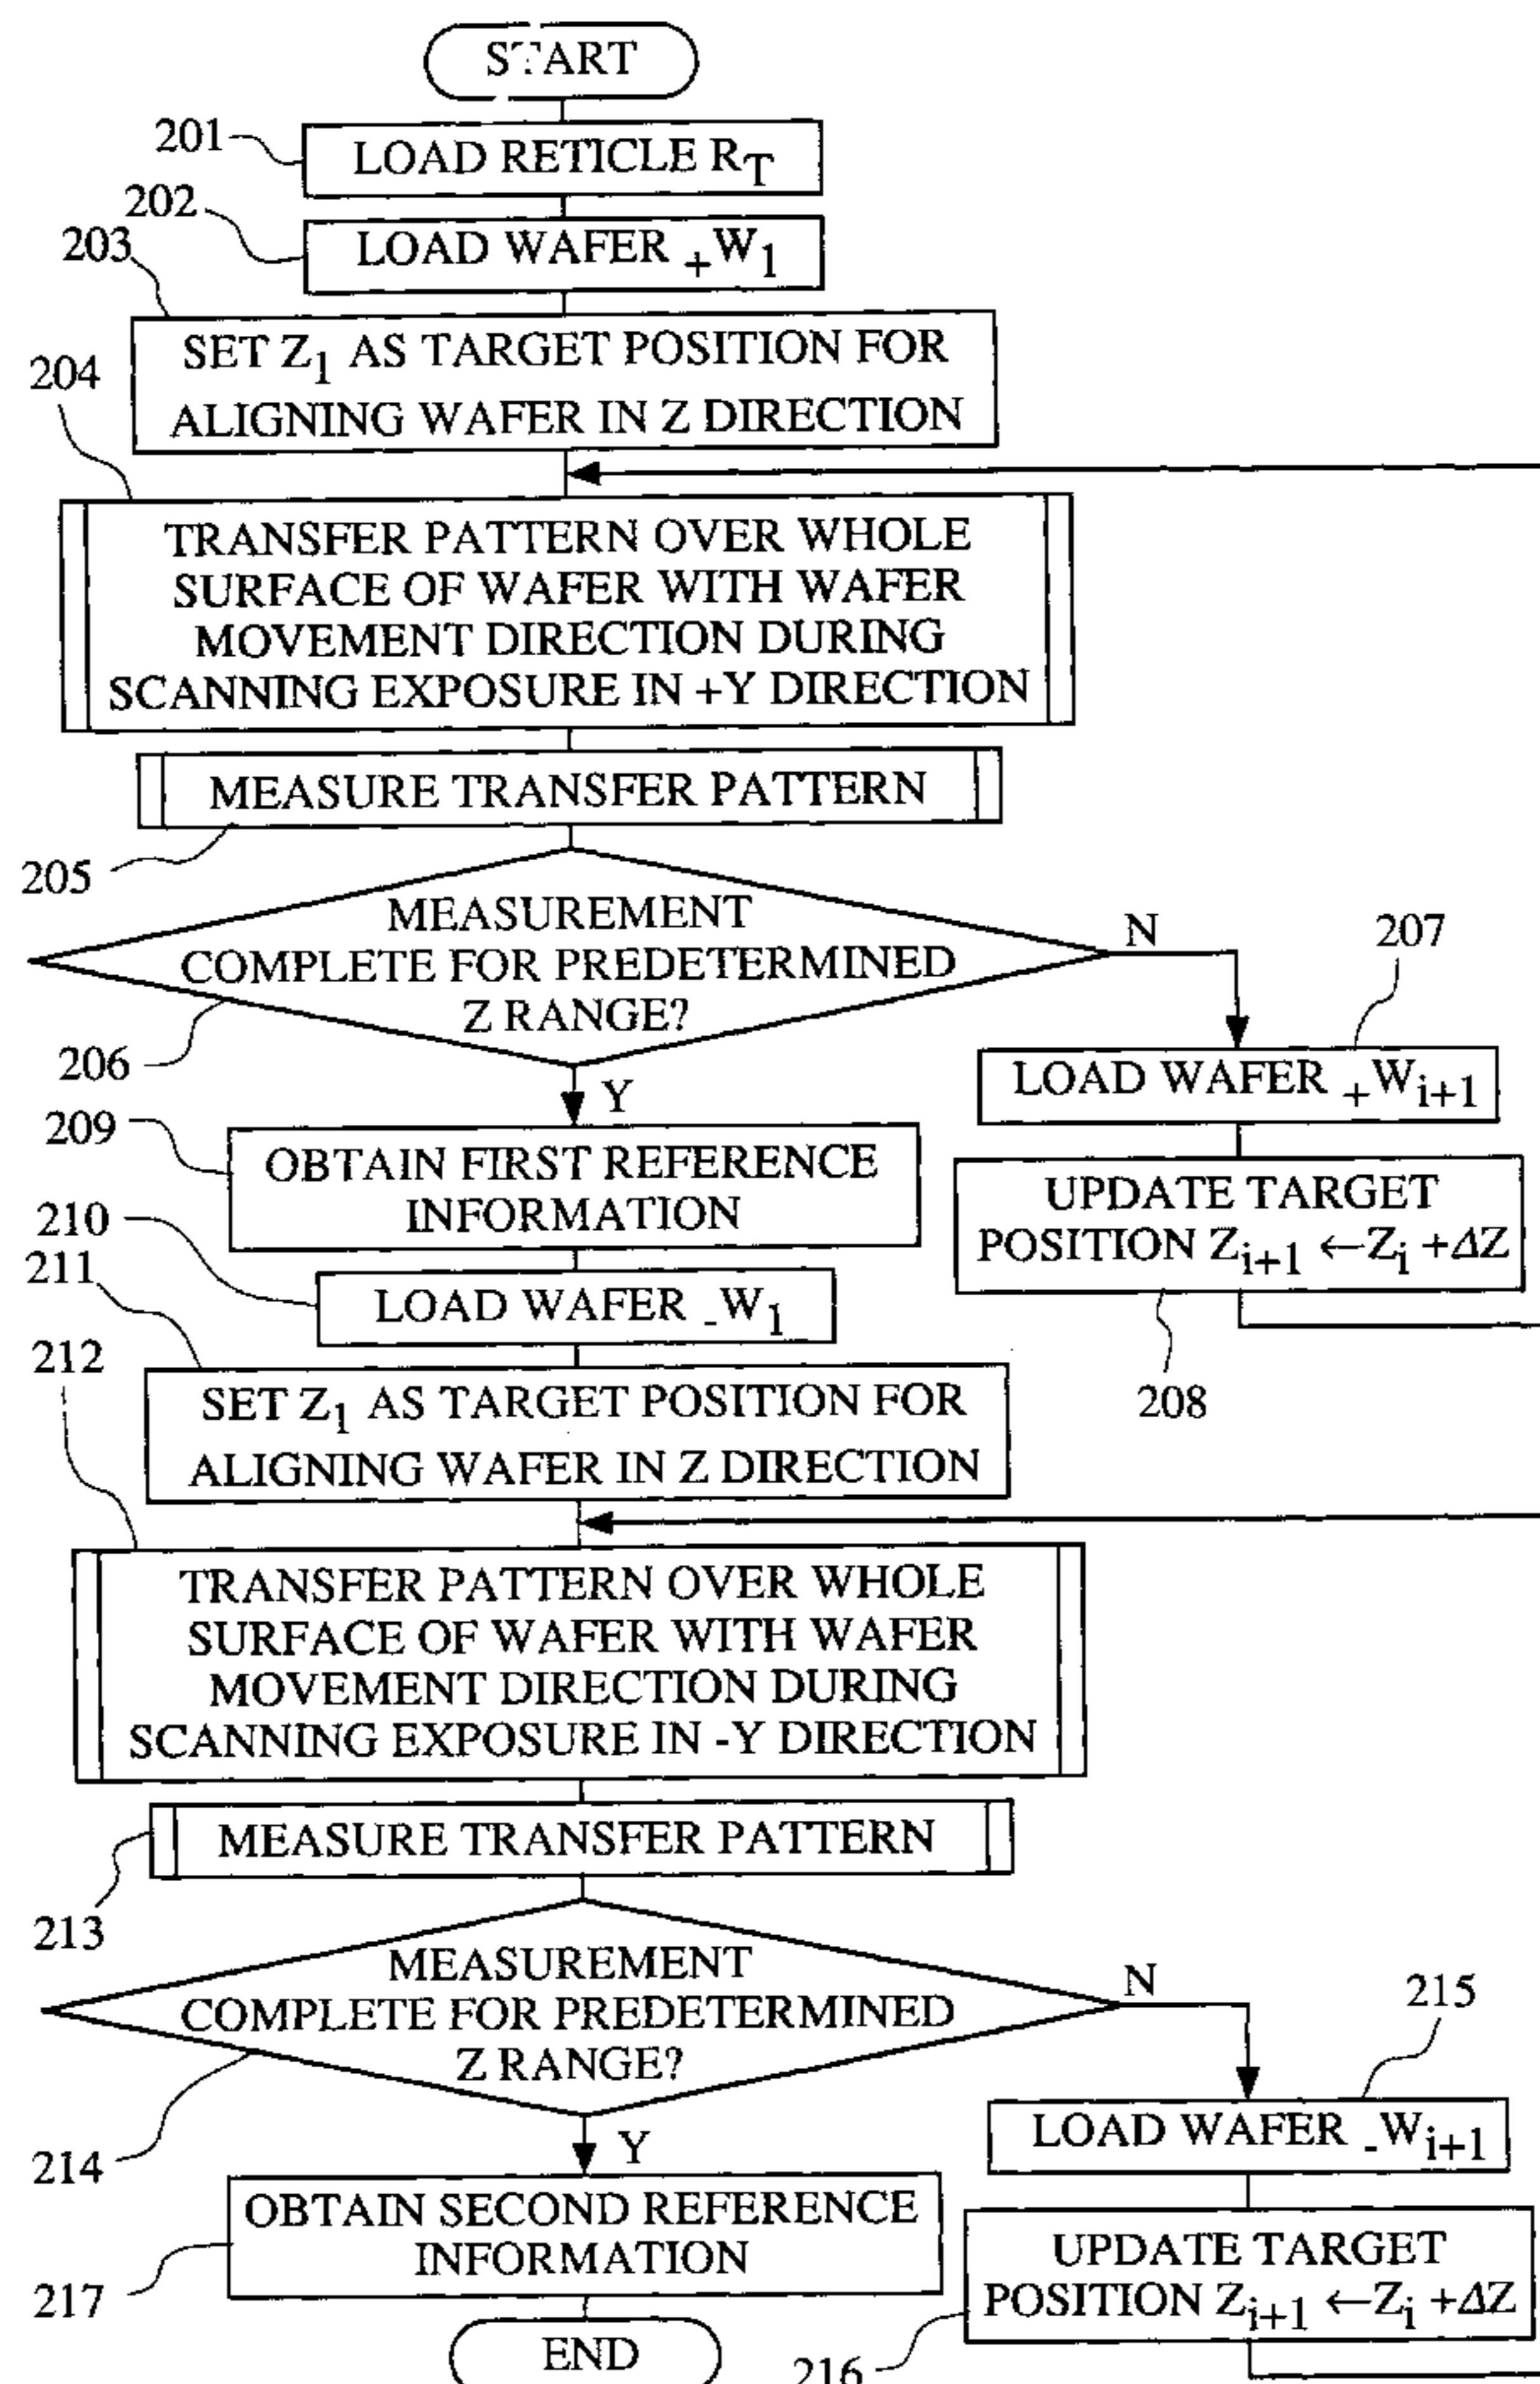 START
201
LOAD RETICLE RT
202
LOAD WAFER +W1
203
SET Z1 AS TARGET POSITION FOR
ALIGNING WAFER IN Z DIRECTION
204
TRANSFER PATTERN OVER WHOLE
SURFACE OF WAFER WITH WAFER
MOVEMENT DIRECTION DURING
SCANNING EXPOSURE IN +Y DIRECTION
MEASURE TRANSFER PATTERN
205
MEASUREMENT
COMPLETE FOR PREDETERMINED
Z RANGE?
206
N
207
LOAD WAFER +Wi+1
UPDATE TARGET
POSITION Zi+1 ←Zi +ΔZ
208
Y
209
OBTAIN FIRST REFERENCE
INFORMATION
210
LOAD WAFER -W1
211
SET Z1 AS TARGET POSITION FOR
ALIGNING WAFER IN Z DIRECTION
212
TRANSFER PATTERN OVER WHOLE
SURFACE OF WAFER WITH WAFER
MOVEMENT DIRECTION DURING
SCANNING EXPOSURE IN -Y DIRECTION
MEASURE TRANSFER PATTERN
213
MEASUREMENT
COMPLETE FOR PREDETERMINED
Z RANGE?
214
N
215
LOAD WAFER -Wi+1
UPDATE TARGET
POSITION Zi+1 ←Zi +ΔZ
216
Y
OBTAIN SECOND REFERENCE
INFORMATION
217
END